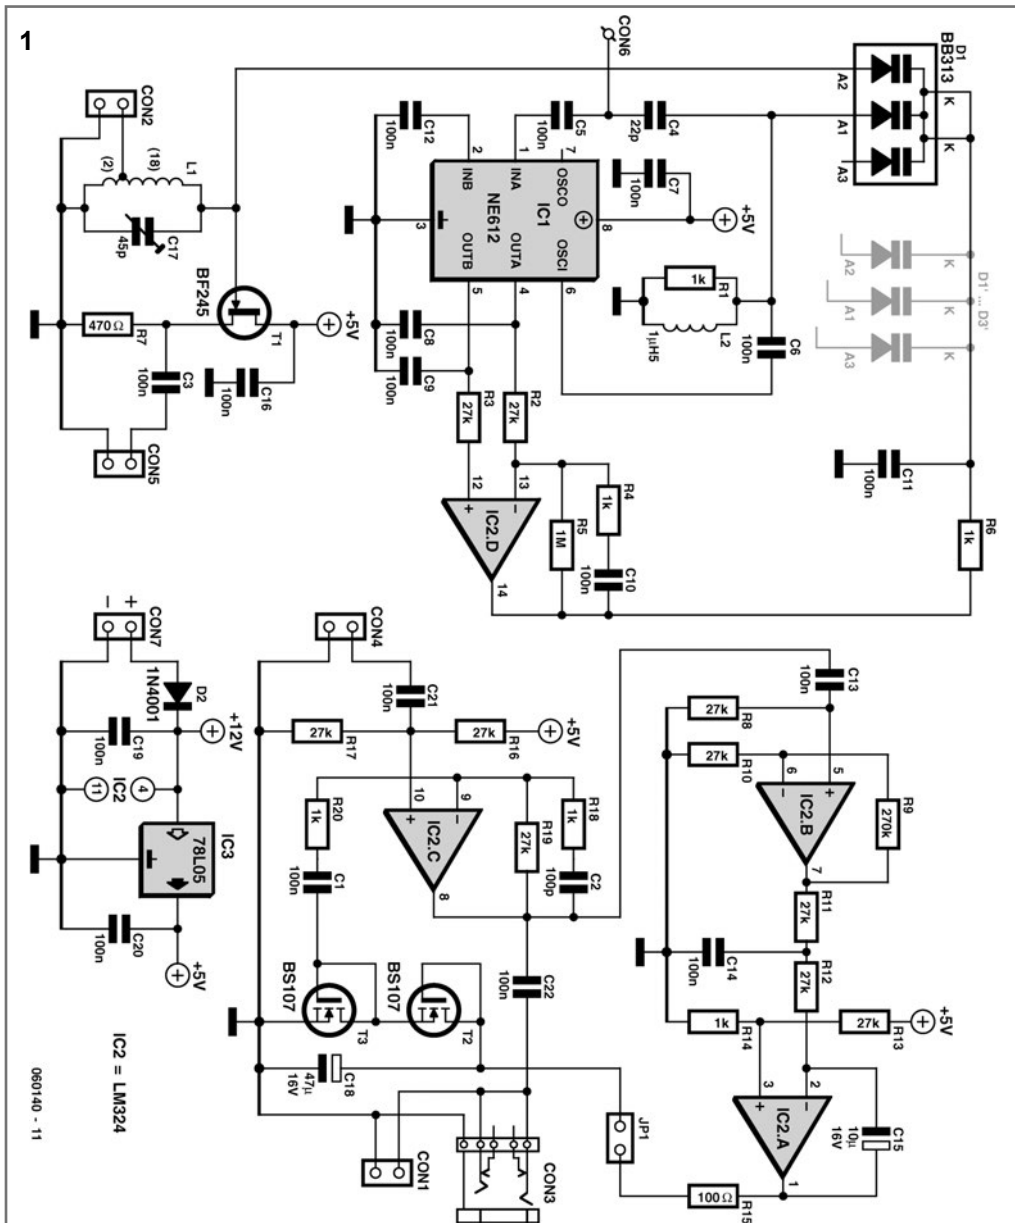 1
CON6
D1
BB313
A2
K
A1
K
A3
CON2
(2)
(18)
L1
C17
45p
C12
100n
C5
100n
C4
22p
7
2
1
INB
INA
OSCO
NE612
IC1
OUTB
OUTA
OSCI
3
5
4
6
8
C7
100n
+5V
R1
1k
L2
1µH5
C6
100n
A2
K
A1
K
A3
K
D1' ... D3'
BF245
T1
+5V
R7
470Ω
C3
100n
C16
100n
CON5
C8
100n
C9
100n
R3
27k
R2
27k
12
13
+
–
IC2.D
14
R5
1M
R4
1k
C10
100n
C11
100n
R6
1k
–
+
CON7
D2
1N4001
+12V
C19
100n
11
IC2
4
IC3
78L05
C20
100n
+5V
IC2 = LM324
060140 - 11
CON4
C21
100n
R17
27k
R16
27k
+5V
R20
1k
10
9
+
–
IC2.C
8
R19
27k
R18
1k
C1
100n
C2
100p
BS107
T3
BS107
T2
C22
100n
C18
47µ
16V
CON1
CON3
JP1
C13
100n
R8
27k
R10
27k
6
5
–
+
IC2.B
7
R9
270k
R11
27k
C14
100n
R12
27k
R14
1k
R13
27k
+5V
3
2
+
–
IC2.A
1
C15
10µ
16V
R15
100Ω